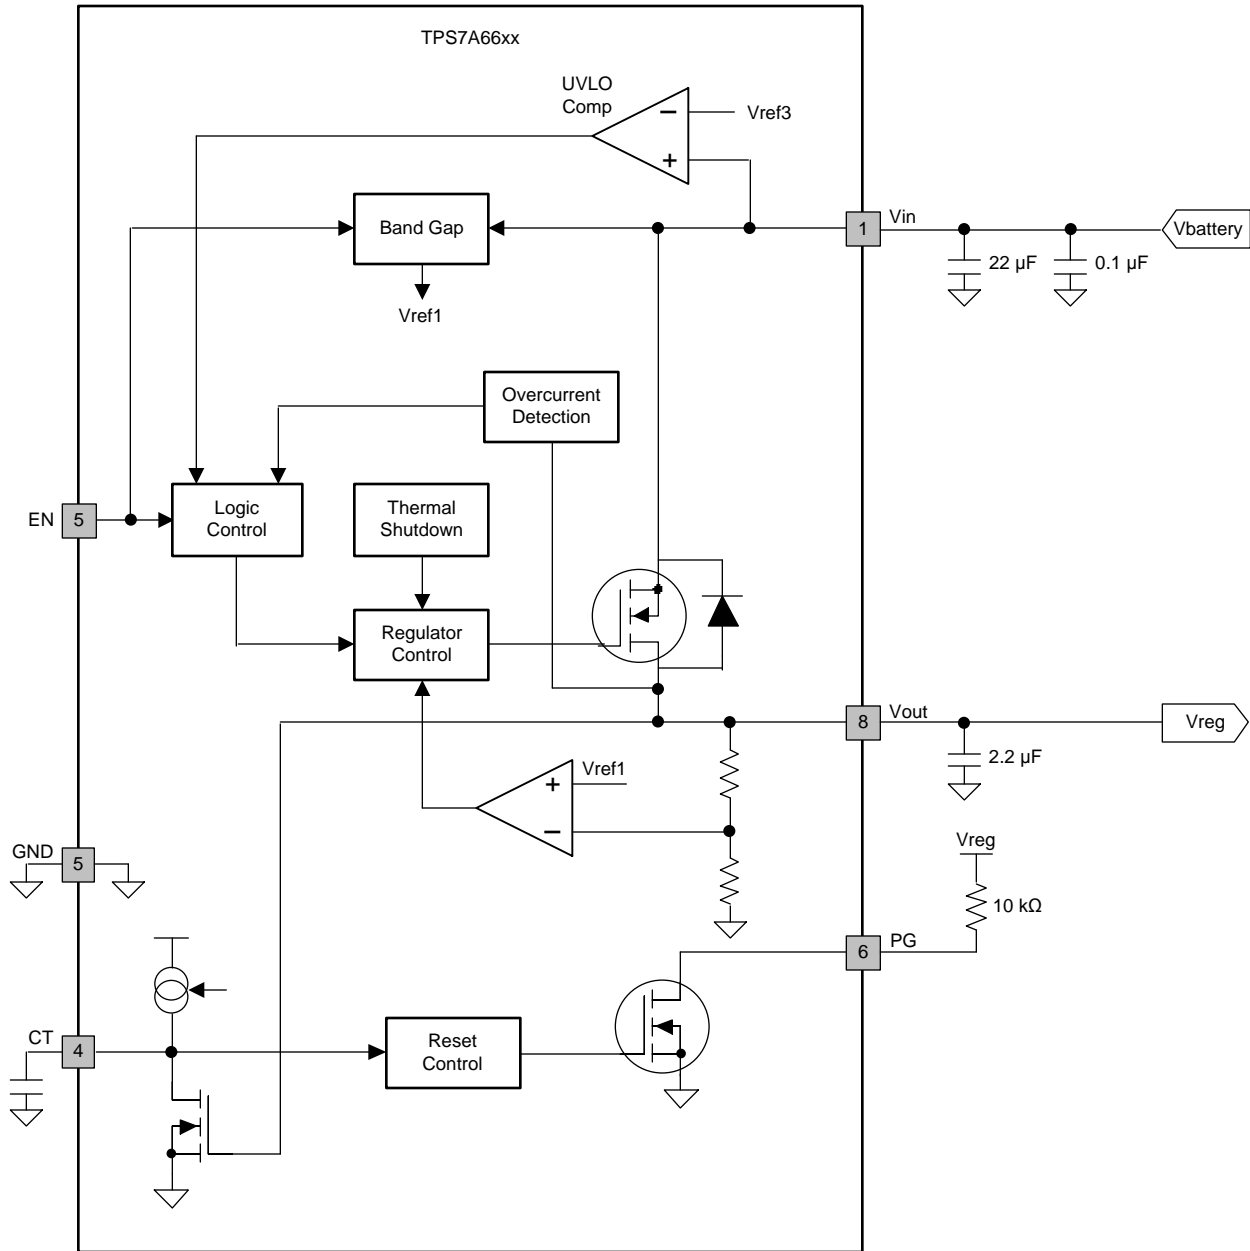 TPS7A66xx
UVLO
Comp
−
Vref3
+
Band Gap
1
Vin
Vbattery
22 µF
0.1 µF
Vref1
Overcurrent
Detection
EN
5
Logic
Control
Thermal
Shutdown
Regulator
Control
8
Vout
Vreg
2.2 µF
Vref1
+
−
GND
5
Vreg
10 kΩ
6
PG
CT
4
Reset
Control